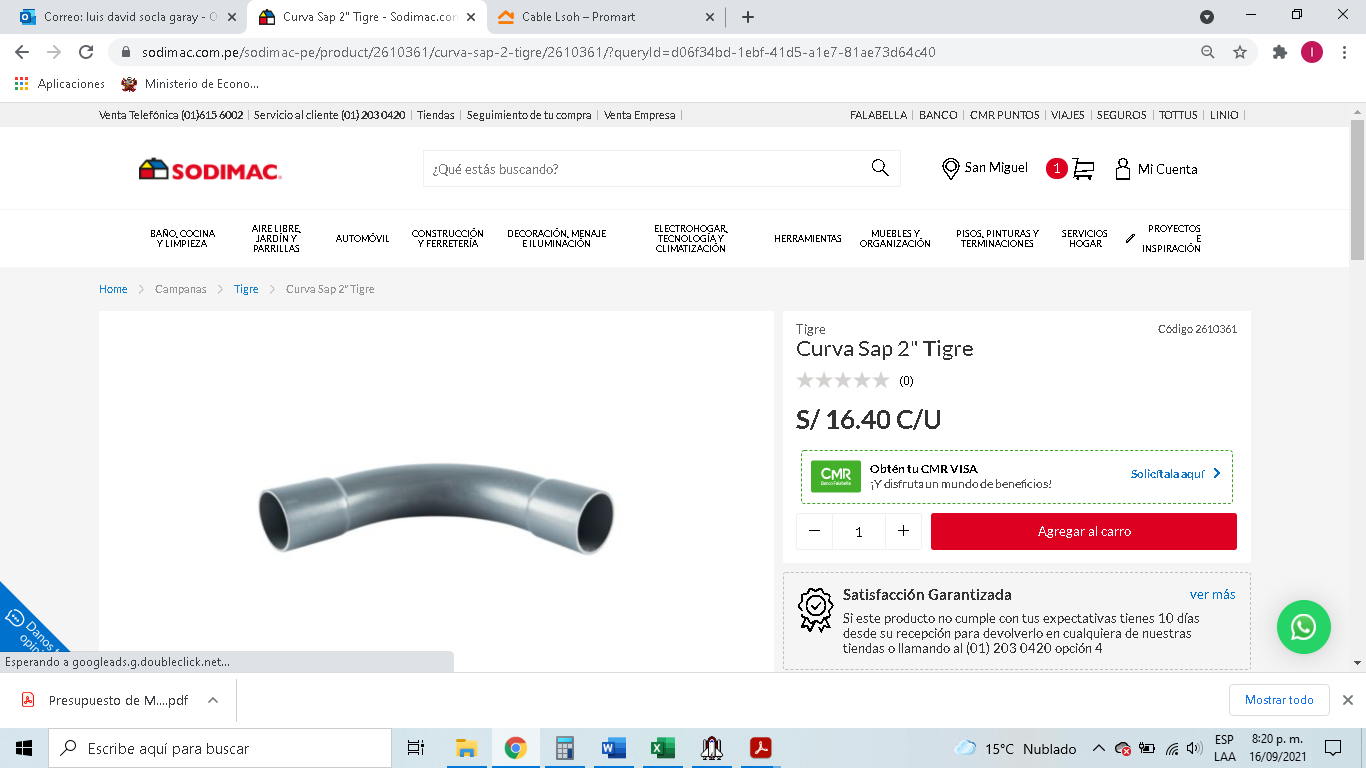 Correo: luis david socla garay - O
Curva Sap 2" Tigre - Sodimac.com
Cable Lsoh – Promart
sodimac.com.pe/sodimac-pe/product/2610361/curva-sap-2-tigre/2610361/?queryId=d06f34bd-1ebf-41d5-a1e7-81ae73d64c40
I
Aplicaciones
Ministerio de Econo...
Venta Telefónica (01)615 6002
Servicio al cliente (01) 203 0420
Tiendas
Seguimiento de tu compra
Venta Empresa
FALABELLA
BANCO
CMR PUNTOS
VIAJES
SEGUROS
TOTTUS
LINIO
SODIMAC
¿Qué estás buscando?
San Miguel
1
Mi Cuenta
BAÑO, COCINA
Y LIMPIEZA
AIRE LIBRE,
JARDÍN Y
PARRILLAS
AUTOMÓVIL
CONSTRUCCIÓN
Y FERRETERÍA
DECORACIÓN, MENAJE
E ILUMINACIÓN
ELECTROHOGAR,
TECNOLOGÍA Y
CLIMATIZACIÓN
HERRAMIENTAS
MUEBLES Y
ORGANIZACIÓN
PISOS, PINTURAS Y
TERMINACIONES
SERVICIOS
HOGAR
PROYECTOS
E
INSPIRACIÓN
Home
Campanas
Tigre
Curva Sap 2" Tigre
Tigre
Código 2610361
Curva Sap 2" Tigre
(0)
S/ 16.40 C/U
CMR
Banco Falabella
Obtén tu CMR VISA
¡Y disfruta un mundo de beneficios!
Solicítala aquí
1
Agregar al carro
Satisfacción Garantizada
ver más
Si este producto no cumple con tus expectativas tienes 10 días
desde su recepción para devolverlo en cualquiera de nuestras
tiendas o llamando al (01) 203 0420 opción 4
Danos
Esperando a googleads.g.doubleclick.net...
Presupuesto de M....pdf
Mostrar todo
Escribe aquí para buscar
15°C Nublado
ESP
LAA
8:20 p. m.
16/09/2021